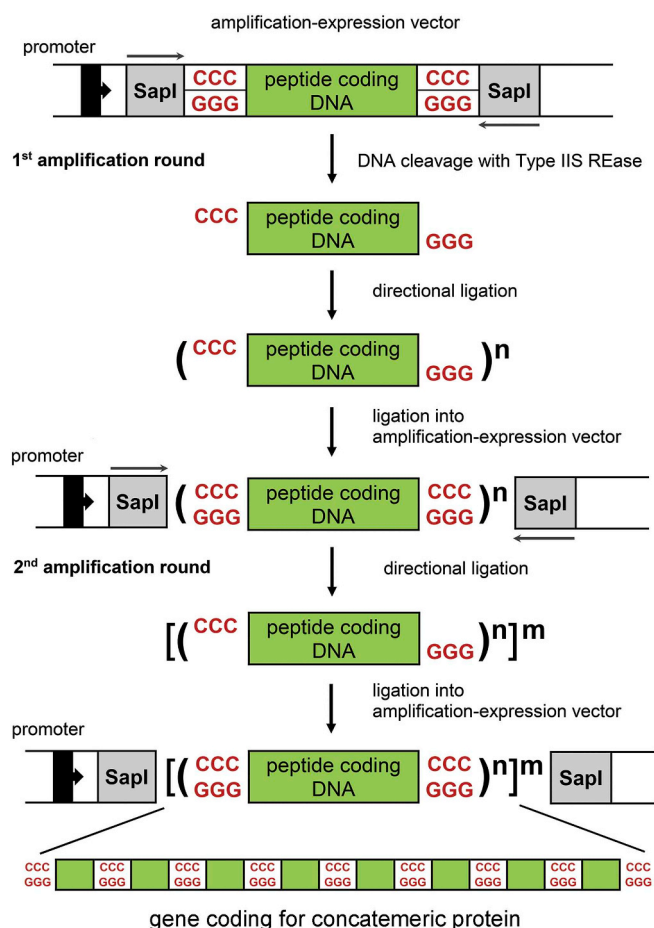 amplification-expression vector
promoter
SapI
CCC
GGG
peptide coding
DNA
CCC
GGG
SapI
1st amplification round
DNA cleavage with Type IIS REase
CCC
peptide coding
DNA
GGG
directional ligation
( CCC
peptide coding
DNA
GGG )n
ligation into
amplification-expression vector
promoter
SapI
( CCC
GGG
peptide coding
DNA
CCC
GGG )n
SapI
2nd amplification round
directional ligation
[( CCC
peptide coding
DNA
GGG )n]m
ligation into
amplification-expression vector
promoter
SapI
[( CCC
GGG
peptide coding
DNA
CCC
GGG )n]m
SapI
CCC CCC CCC CCC CCC CCC CCC CCC CCC
GGG GGG GGG GGG GGG GGG GGG GGG GGG
gene coding for concatemeric protein